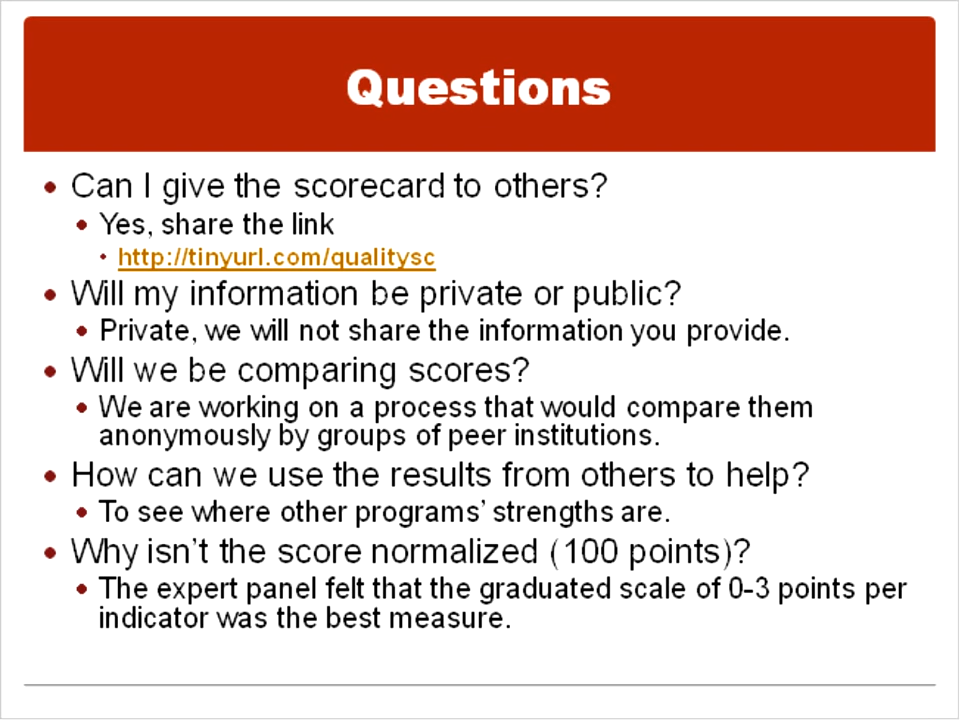 Questions
Can I give the scorecard to others?
Yes, share the link
http://tinyurl.com/qualitysc
Will my information be private or public?
Private, we will not share the information you provide.
Will we be comparing scores?
We are working on a process that would compare them
anonymously by groups of peer institutions.
How can we use the results from others to help?
To see where other programs’ strengths are.
Why isn’t the score normalized (100 points)?
The expert panel felt that the graduated scale of 0-3 points per
indicator was the best measure.